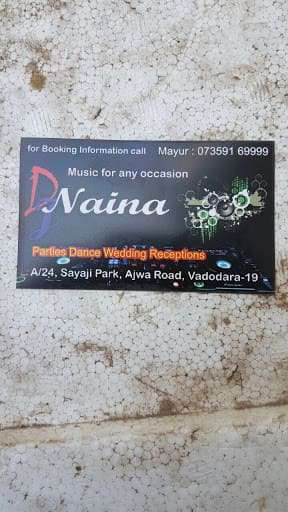 for Booking Information call Mayur : 073591 69999
Music for any occasion
DJ Naina
Parties Dance Wedding Receptions
A/24, Sayaji Park, Ajwa Road, Vadodara-19